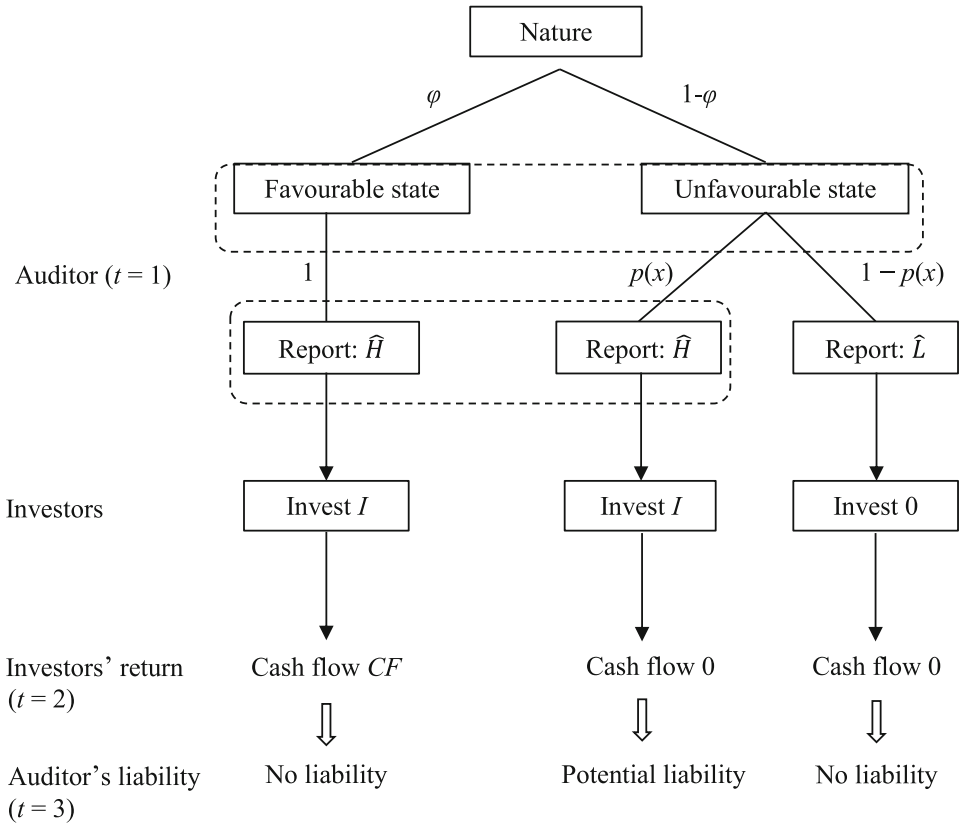 Nature
φ
1-φ
Favourable state
Unfavourable state
Auditor (t = 1)
1
p(x)
1 − p(x)
Report: Ĥ
Report: Ĥ
Report: L̂
Investors
Invest I
Invest I
Invest 0
Investors’ return
(t = 2)
Cash flow CF
Cash flow 0
Cash flow 0
Auditor’s liability
(t = 3)
No liability
Potential liability
No liability